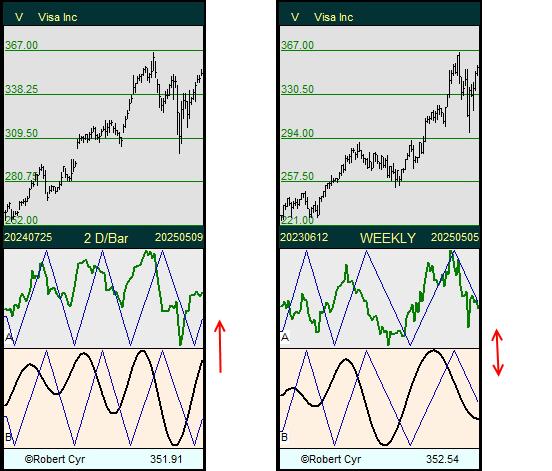 V Visa Inc
367.00
338.25
309.50
280.75
252.00
20240725 2 D/Bar 20250509
A
B
©Robert Cyr 351.91
V Visa Inc
367.00
330.50
294.00
257.50
221.00
20230612 WEEKLY 20250505
A
B
©Robert Cyr 352.54